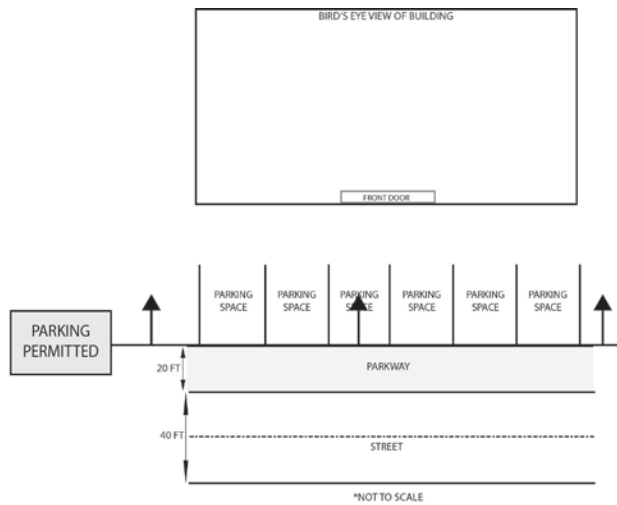 BIRD'S EYE VIEW OF BUILDING
FRONT DOOR
PARKING
SPACE
PARKING
SPACE
PARKING
SPACE
PARKING
SPACE
PARKING
SPACE
PARKING
SPACE
PARKING
PERMITTED
20 FT
PARKWAY
40 FT
STREET
*NOT TO SCALE